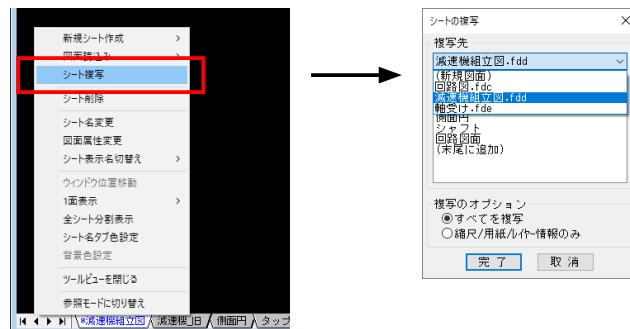 新規シート作成
図面読込み
シート複写
シート削除
シート名変更
図面属性変更
シート表示名切替え
ウィンドウ位置移動
1面表示
全シート分割表示
シート名タブ色設定
背景色設定
ツールビューを閉じる
参照モードに切り替え
*:減速機組立図 減速機_旧 側面円 タップ
シートの複写
複写先
減速機組立図.fdd
(新規図面)
回路図.fdc
減速機組立図.fdd
軸受け.fde
側面円
シャフト
回路図面
(末尾に追加)
複写のオプション
すべてを複写
縮尺/用紙/レイヤー情報のみ
完了 取消